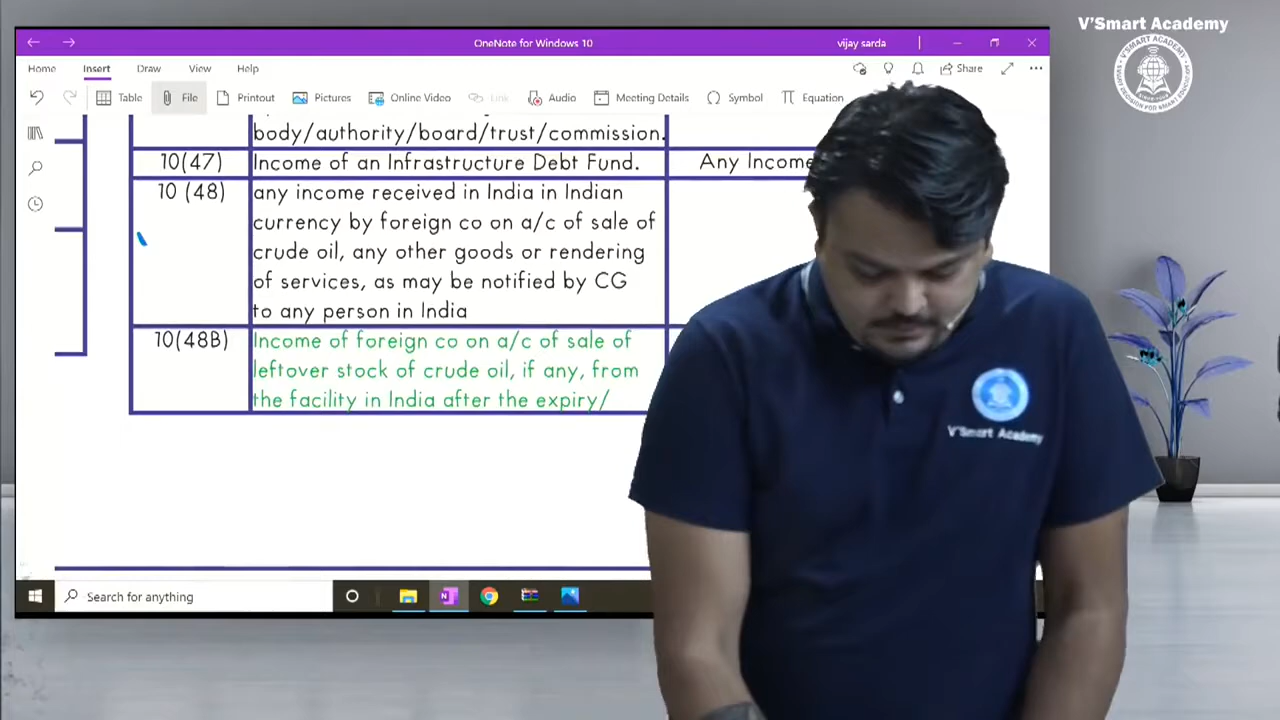 V'Smart Academy
OneNote for Windows 10
vijay sarda
Home Insert Draw View Help
Share
Table File Printout Pictures Online Video Link Audio Meeting Details Symbol Equation
body/authority/board/trust/commission.
10(47) Income of an Infrastructure Debt Fund. Any Income
10 (48) any income received in India in Indian
currency by foreign co on a/c of sale of
crude oil, any other goods or rendering
of services, as may be notified by CG
to any person in India
10(48B) Income of foreign co on a/c of sale of
leftover stock of crude oil, if any, from
the facility in India after the expiry/
V'Smart Academy
Search for anything